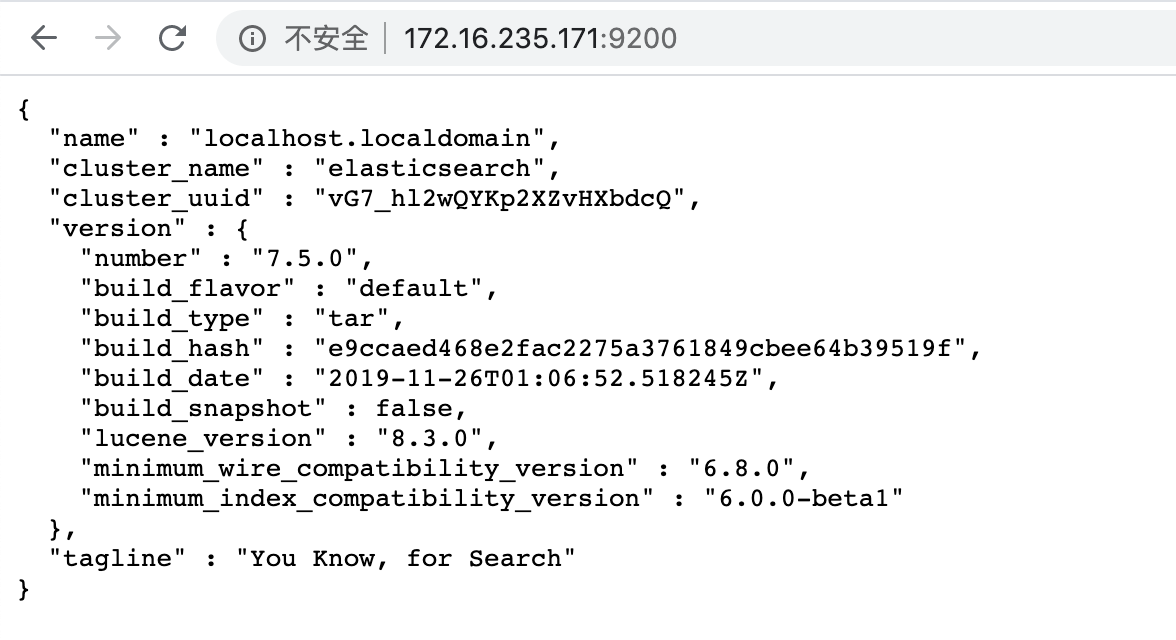 不安全 172.16.235.171:9200
{
  "name" : "localhost.localdomain",
  "cluster_name" : "elasticsearch",
  "cluster_uuid" : "vG7_hl2wQYKp2XZvHXbdcQ",
  "version" : {
    "number" : "7.5.0",
    "build_flavor" : "default",
    "build_type" : "tar",
    "build_hash" : "e9ccaed468e2fac2275a3761849cbee64b39519f",
    "build_date" : "2019-11-26T01:06:52.518245Z",
    "build_snapshot" : false,
    "lucene_version" : "8.3.0",
    "minimum_wire_compatibility_version" : "6.8.0",
    "minimum_index_compatibility_version" : "6.0.0-beta1"
  },
  "tagline" : "You Know, for Search"
}